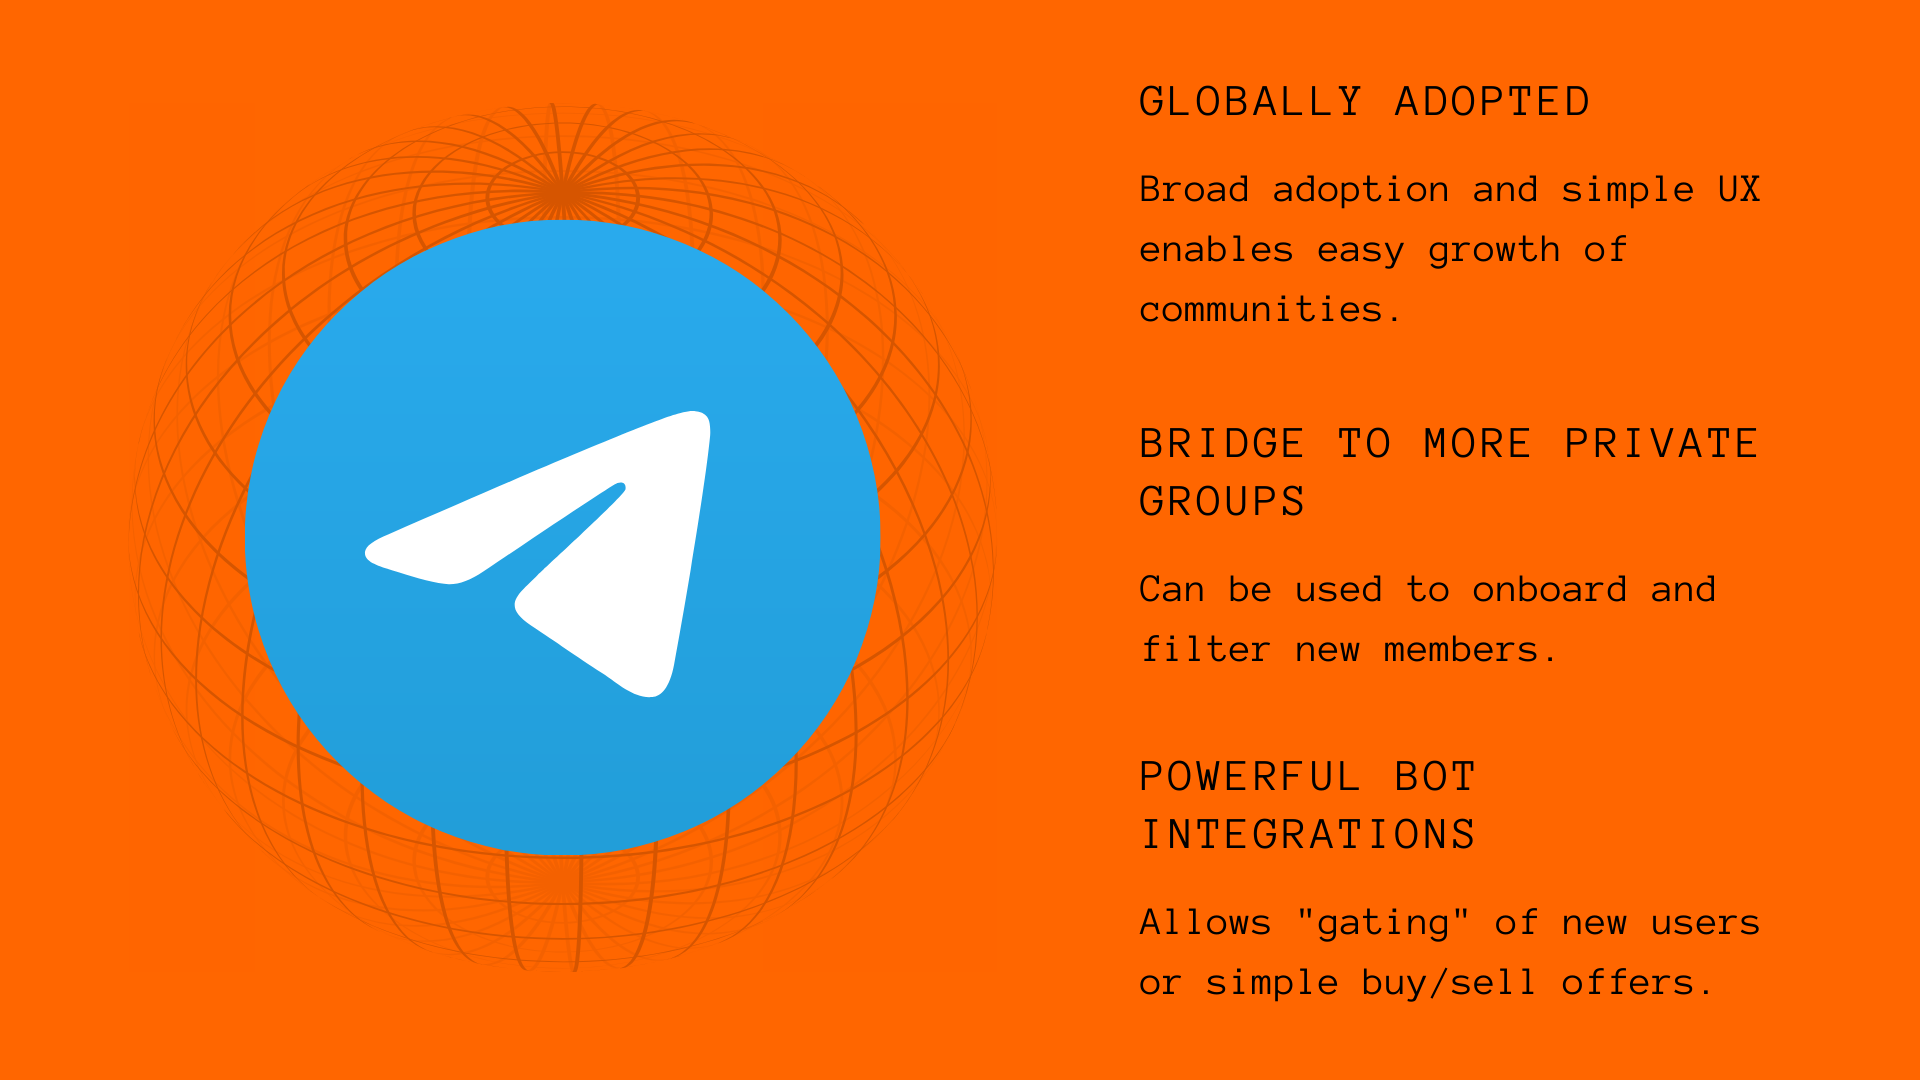 GLOBALLY ADOPTED
Broad adoption and simple UX
enables easy growth of
communities.
BRIDGE TO MORE PRIVATE
GROUPS
Can be used to onboard and
filter new members.
POWERFUL BOT
INTEGRATIONS
Allows "gating" of new users
or simple buy/sell offers.